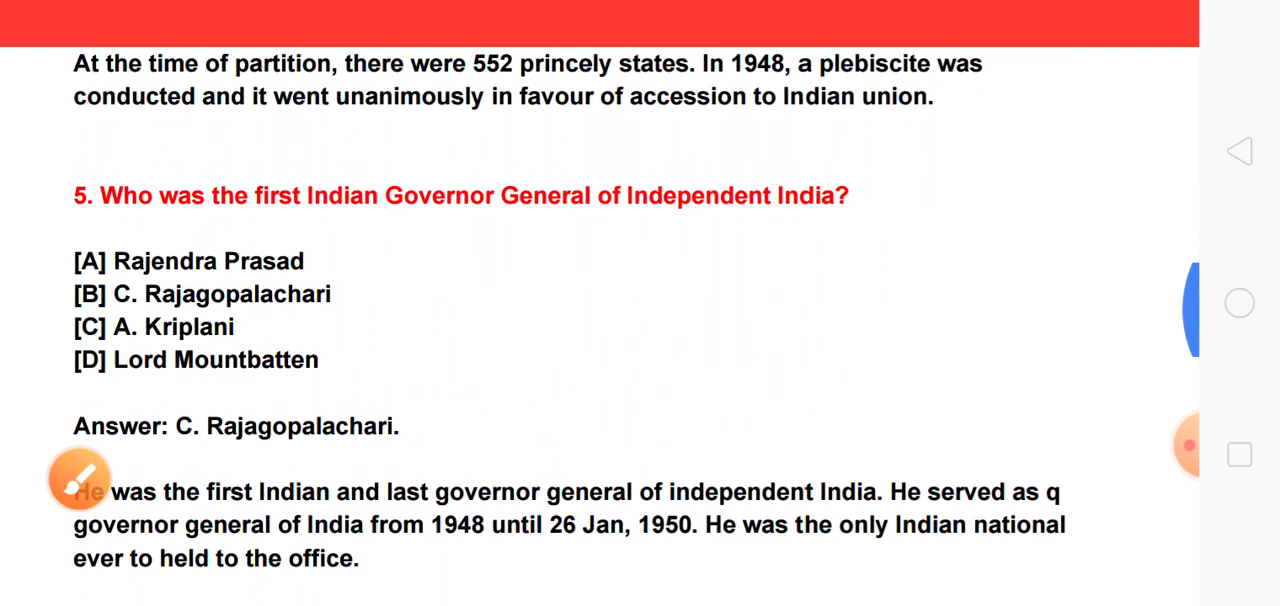 At the time of partition, there were 552 princely states. In 1948, a plebiscite was
conducted and it went unanimously in favour of accession to Indian union.
5. Who was the first Indian Governor General of Independent India?
[A] Rajendra Prasad
[B] C. Rajagopalachari
[C] A. Kriplani
[D] Lord Mountbatten
Answer: C. Rajagopalachari.
He was the first Indian and last governor general of independent India. He served as q
governor general of India from 1948 until 26 Jan, 1950. He was the only Indian national
ever to held to the office.